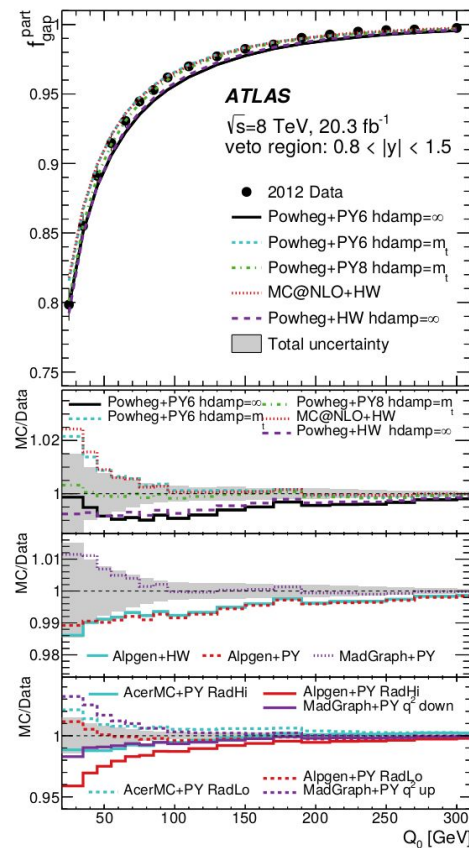 f_gap^part
1
0.95
0.9
0.85
0.8
0.75
ATLAS
√s=8 TeV, 20.3 fb⁻¹
veto region: 0.8 < |y| < 1.5
2012 Data
Powheg+PY6 hdamp=∞
Powheg+PY6 hdamp=m_t
Powheg+PY8 hdamp=m_t
MC@NLO+HW
Powheg+HW hdamp=∞
Total uncertainty
MC/Data
Powheg+PY6 hdamp=∞ Powheg+PY8 hdamp=m_t
Powheg+PY6 hdamp=m_t MC@NLO+HW
Powheg+HW hdamp=∞
1.02
1
MC/Data
1.01
1
0.99
0.98
Alpgen+HW Alpgen+PY MadGraph+PY
MC/Data
AcerMC+PY RadHi Alpgen+PY RadHi
MadGraph+PY q² down
1
Alpgen+PY RadLo
AcerMC+PY RadLo MadGraph+PY q² up
0.95
50 100 150 200 250 300
Q₀ [GeV]